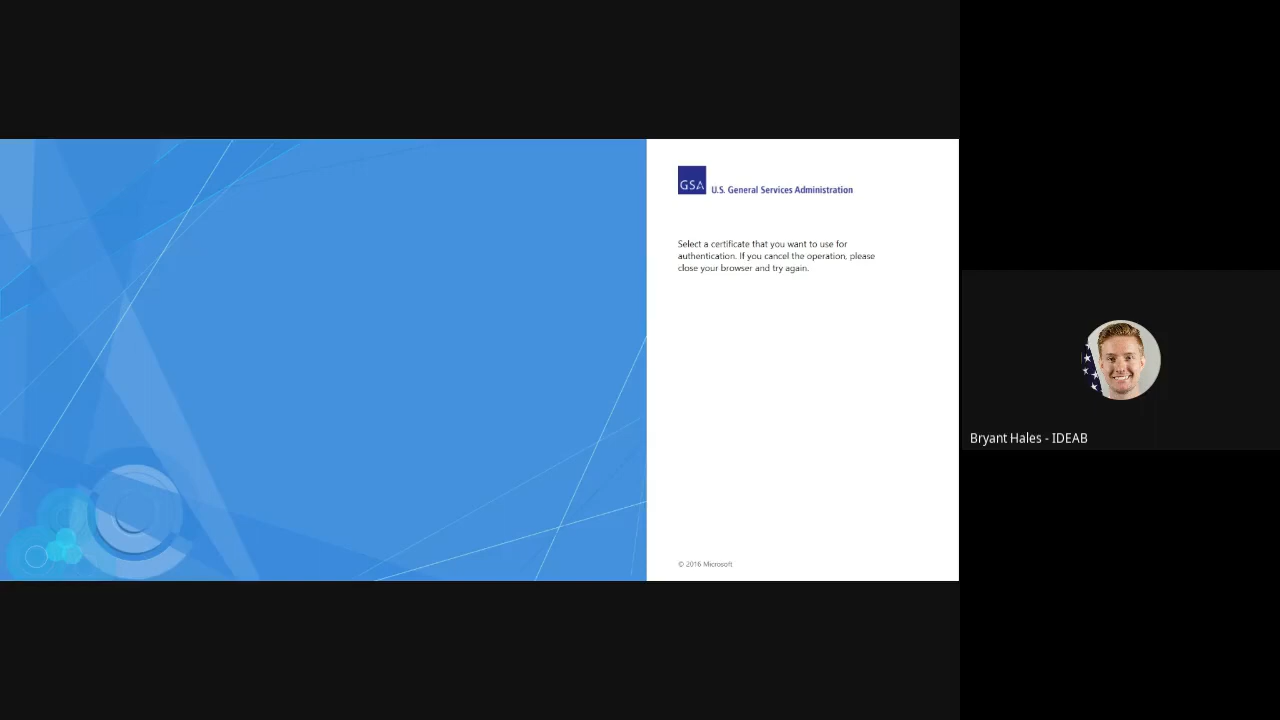 GSA
U.S. General Services Administration
Select a certificate that you want to use for
authentication. If you cancel the operation, please
close your browser and try again.
© 2016 Microsoft
Bryant Hales - IDEAB